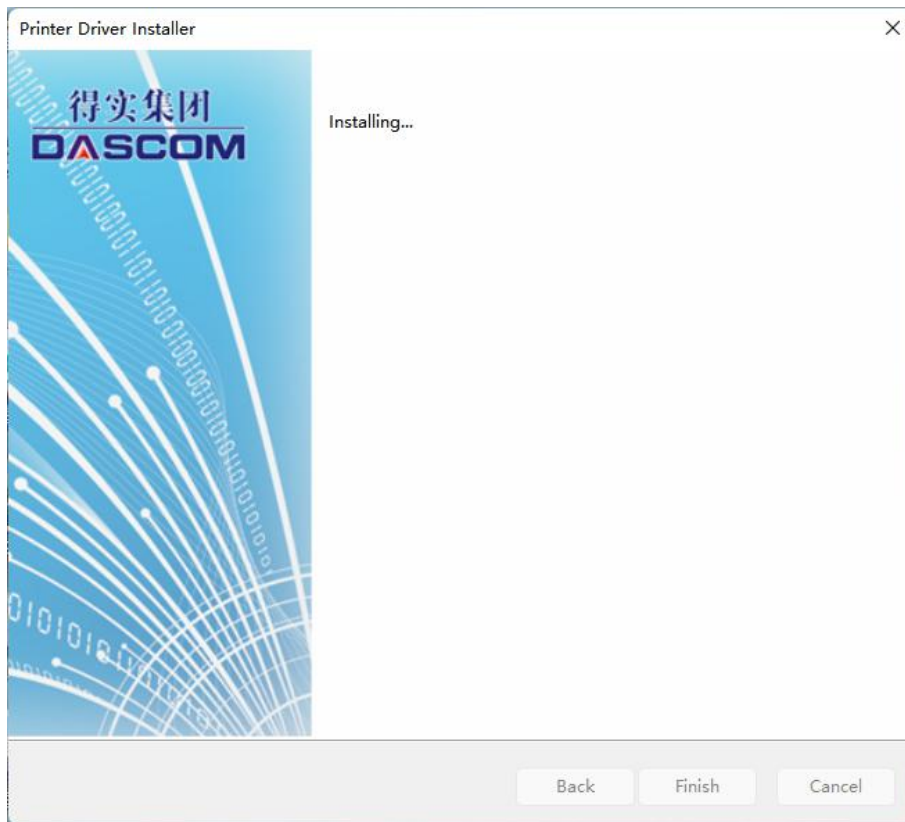 Printer Driver Installer
得实集团
DASCOM
Installing...
Back
Finish
Cancel